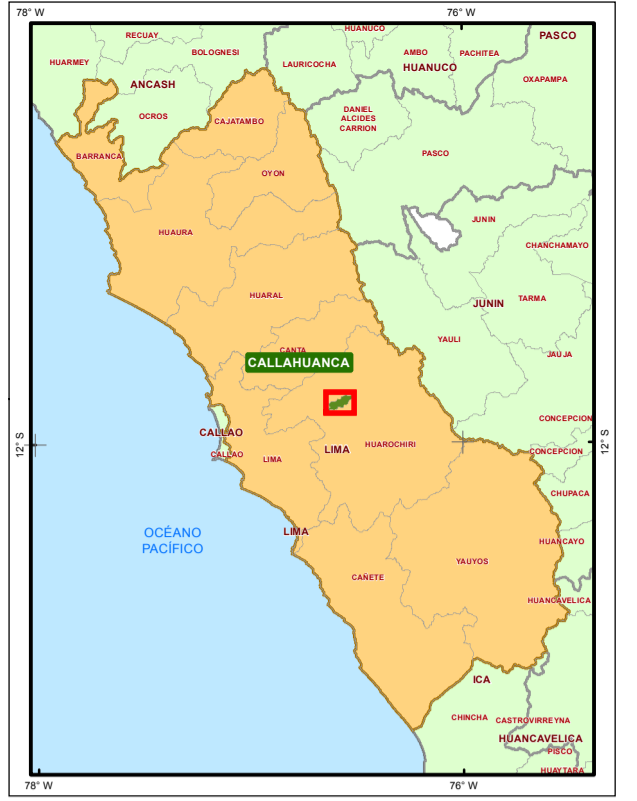 78° W
76° W
HUANUCO
RECUAY
PASCO
BOLOGNESI
AMBO
PACHITEA
HUARMEY
LAURICOCHA
HUANUCO
OXAPAMPA
ANCASH
OCROS
DANIEL
ALCIDES
CARRION
CAJATAMBO
BARRANCA
PASCO
OYON
JUNIN
HUAURA
CHANCHAMAYO
HUARAL
TARMA
JUNIN
YAULI
CANTA
JAUJA
CALLAHUANCA
CONCEPCION
CALLAO
12° S
HUAROCHIRI
12° S
LIMA
CONCEPCION
CALLAO
LIMA
CHUPACA
LIMA
OCÉANO
PACÍFICO
HUANCAYO
YAUYOS
CAÑETE
HUANCAVELICA
ICA
CHINCHA
CASTROVIRREYNA
HUANCAVELICA
PISCO
HUAYTARA
78° W
76° W